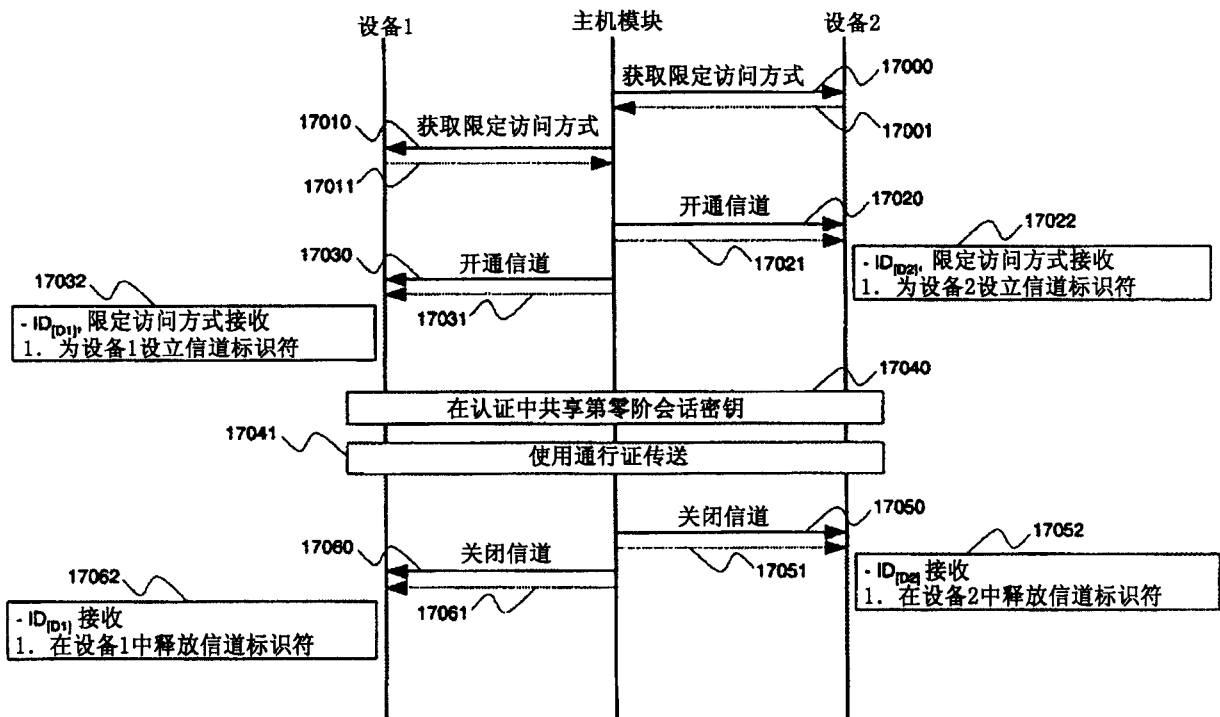 设备1
主机模块
设备2
获取限定访问方式
17000
17001
17010
获取限定访问方式
17011
开通信道
17020
17021
17022
- ID[D2], 限定访问方式接收
1. 为设备2设立信道标识符
17030
开通信道
17031
17032
- ID[D1], 限定访问方式接收
1. 为设备1设立信道标识符
17040
在认证中共享第零阶会话密钥
17041
使用通行证传送
关闭信道
17050
17051
17052
- ID[D2] 接收
1. 在设备2中释放信道标识符
17060
关闭信道
17061
17062
- ID[D1] 接收
1. 在设备1中释放信道标识符